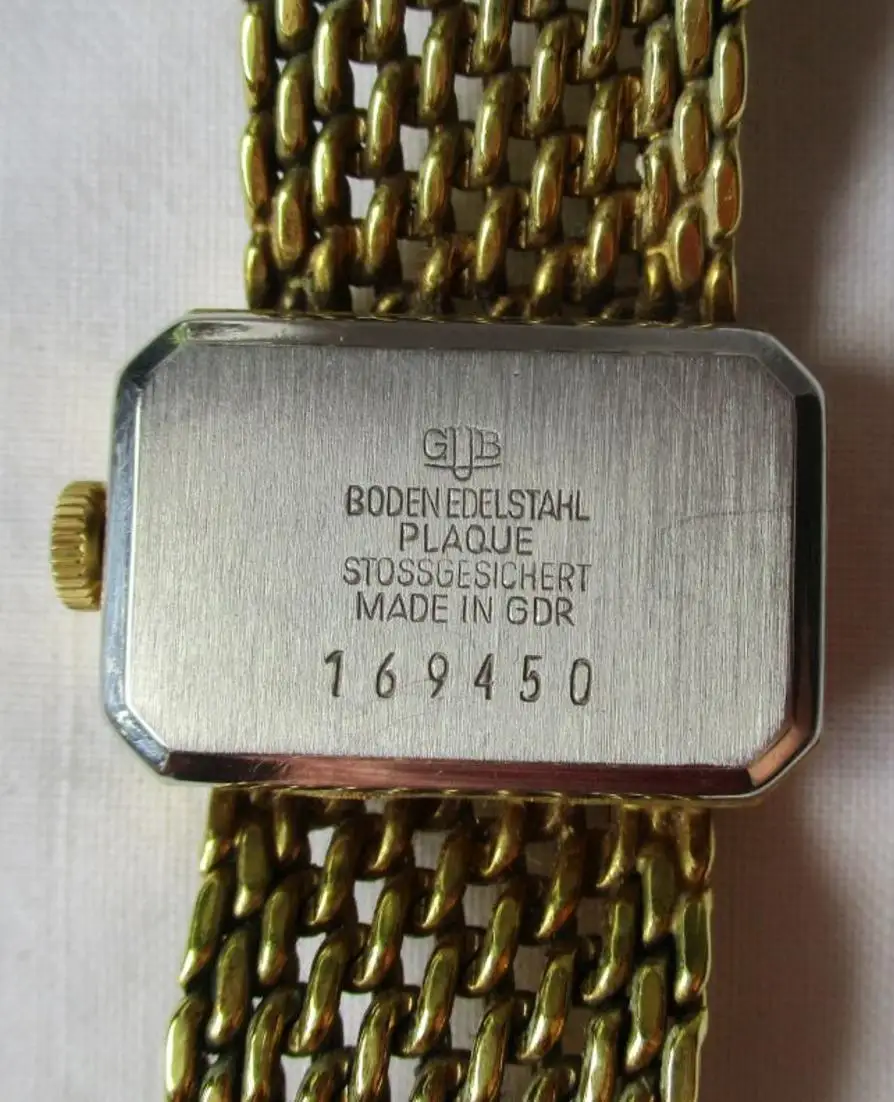 GUB
BODEN EDELSTAHL
PLAQUE
STOSSGESICHERT
MADE IN GDR
169450